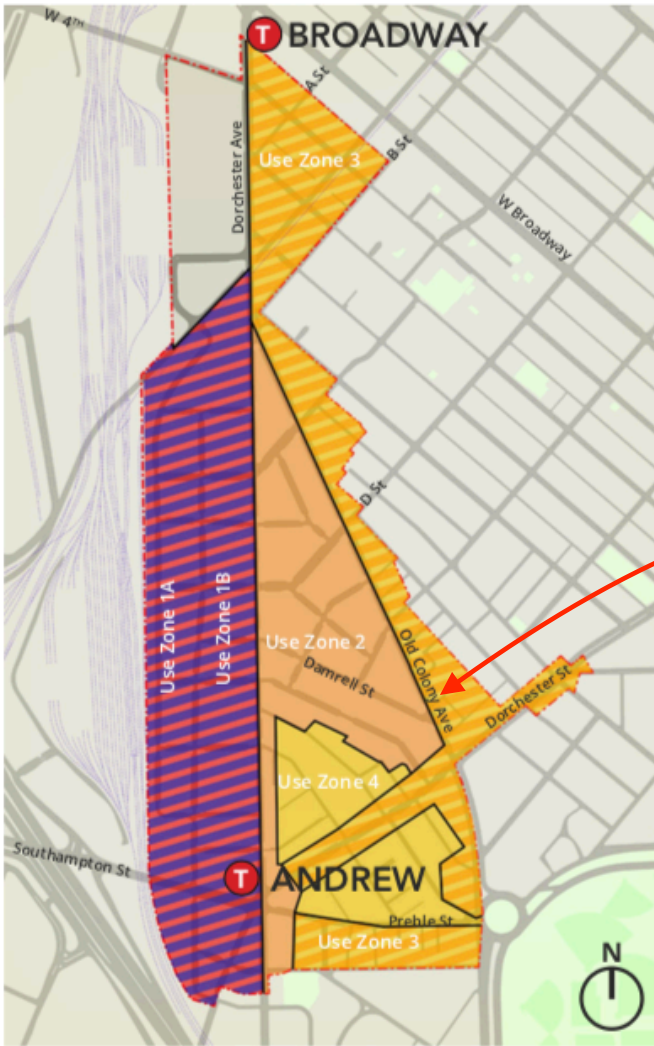 W 4TH
T BROADWAY
A St
Dorchester Ave
Use Zone 3
B St
W Broadway
D St
Use Zone 1A
Use Zone 1B
Use Zone 2
Damrell St
Old Colony Ave
Dorchester St
Use Zone 4
Southampton St
T ANDREW
Preble St
Use Zone 3
N